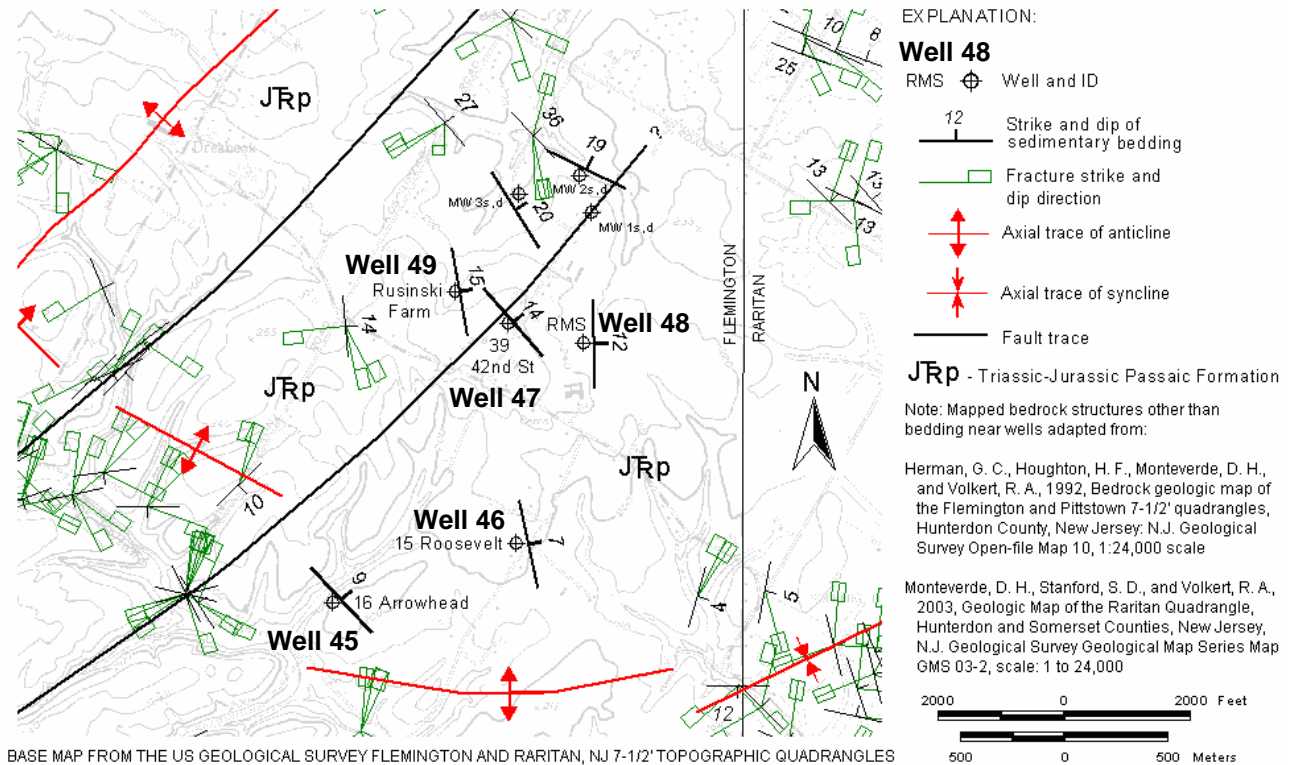 JTRp
Dreabook
27
36
19
?
10
8
25
MW 3s,d
20
MW 2s,d
MW 1s,d
13
13
13
Well 49
Rusinski
Farm
15
14
14
39
42nd St
Well 47
RMS
Well 48
12
FLEMINGTON
RARITAN
N
JTRp
JTRp
10
Well 46
15 Roosevelt
7
9
16 Arrowhead
Well 45
4
5
12
EXPLANATION:
Well 48
RMS Well and ID
12
Strike and dip of
sedimentary bedding
Fracture strike and
dip direction
Axial trace of anticline
Axial trace of syncline
Fault trace
JTRp - Triassic-Jurassic Passaic Formation
Note: Mapped bedrock structures other than
bedding near wells adapted from:
Herman, G. C., Houghton, H. F., Monteverde, D. H.,
and Volkert, R. A., 1992, Bedrock geologic map of
the Flemington and Pittstown 7-1/2' quadrangles,
Hunterdon County, New Jersey: N.J. Geological
Survey Open-file Map 10, 1:24,000 scale
Monteverde, D. H., Stanford, S. D., and Volkert, R. A.,
2003, Geologic Map of the Raritan Quadrangle,
Hunterdon and Somerset Counties, New Jersey,
N.J. Geological Survey Geological Map Series Map
GMS 03-2, scale: 1 to 24,000
2000 0 2000 Feet
500 0 500 Meters
BASE MAP FROM THE US GEOLOGICAL SURVEY FLEMINGTON AND RARITAN, NJ 7-1/2' TOPOGRAPHIC QUADRANGLES